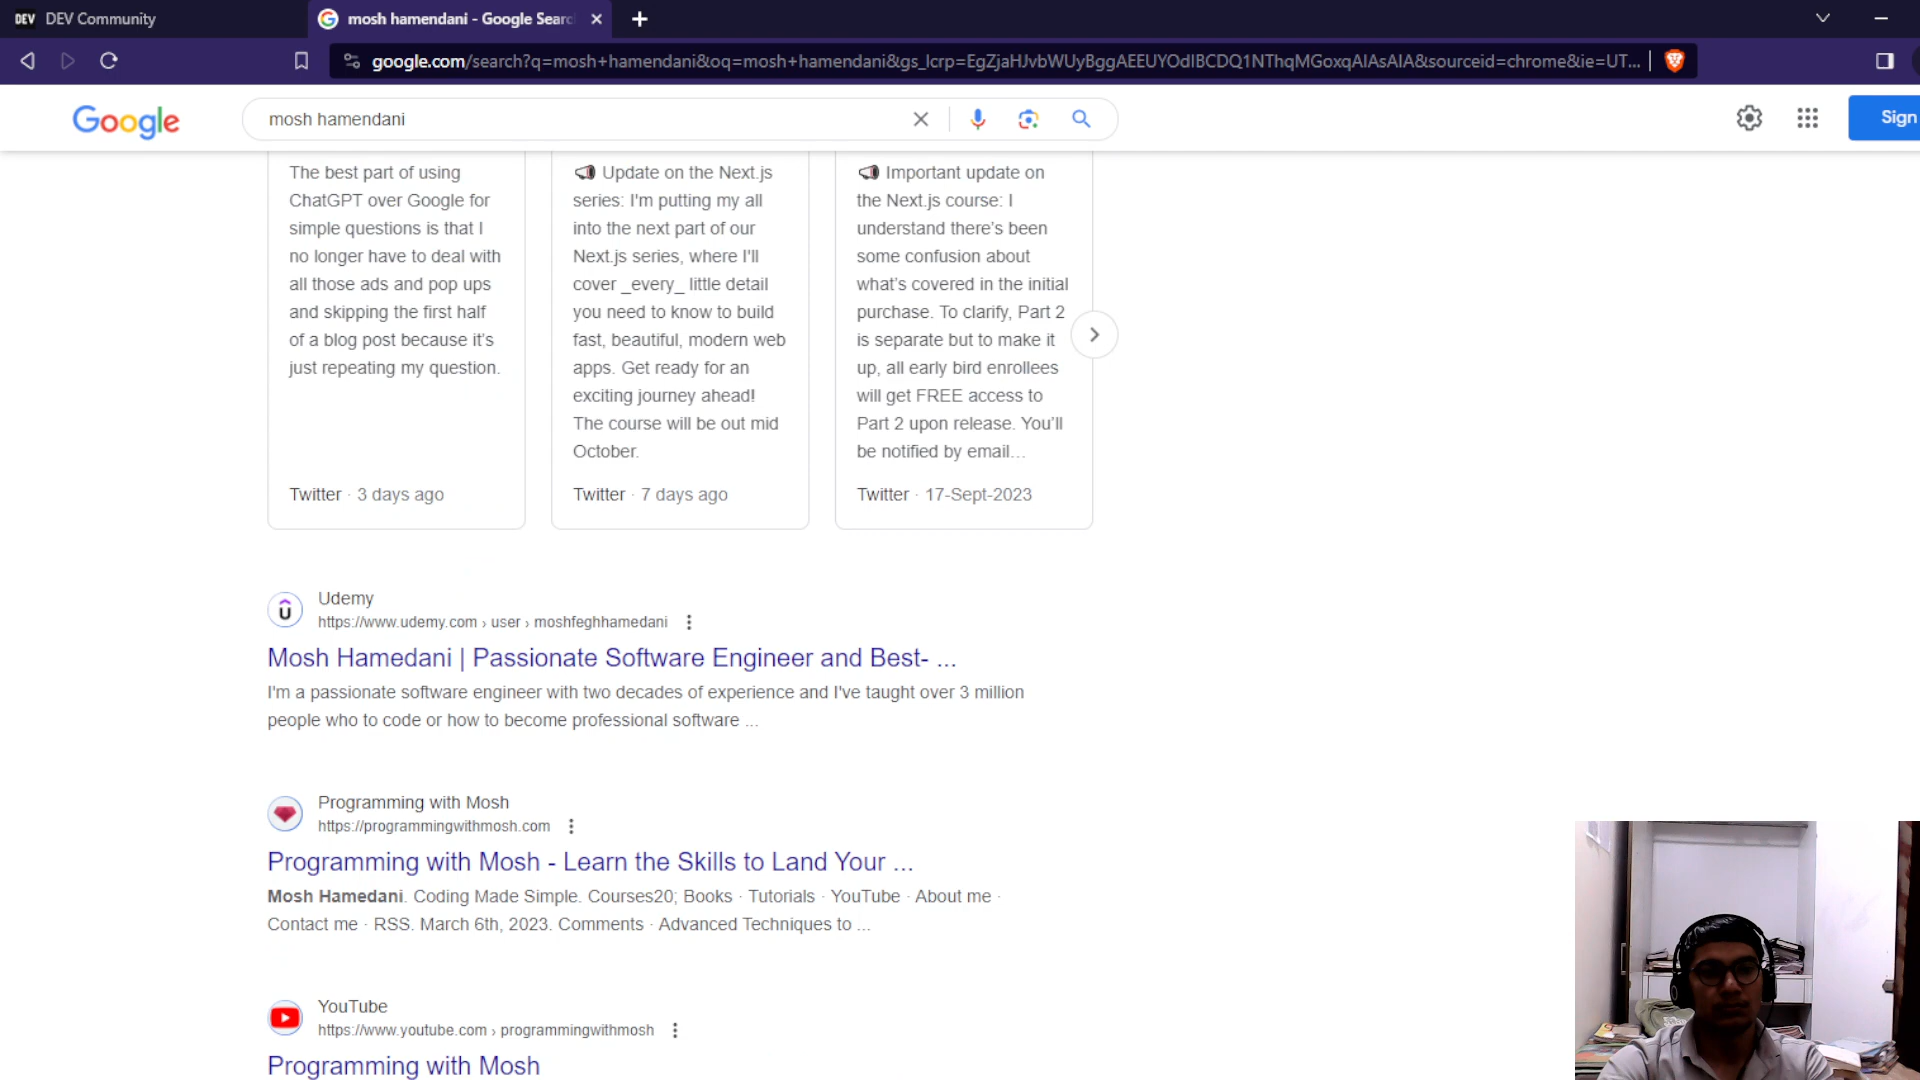 DEV DEV Community
mosh hamendani - Google Searc
google.com/search?q=mosh+hamendani&oq=mosh+hamendani&gs_lcrp=EgZjaHJvbWUyBggAEEUYOdIBCDQ1NThqMGoxqAIAsAIA&sourceid=chrome&ie=UT...
Google
mosh hamendani
Sign
The best part of using
ChatGPT over Google for
simple questions is that I
no longer have to deal with
all those ads and pop ups
and skipping the first half
of a blog post because it's
just repeating my question.
Twitter · 3 days ago
Update on the Next.js
series: I'm putting my all
into the next part of our
Next.js series, where I'll
cover _every_ little detail
you need to know to build
fast, beautiful, modern web
apps. Get ready for an
exciting journey ahead!
The course will be out mid
October.
Twitter · 7 days ago
Important update on
the Next.js course: I
understand there's been
some confusion about
what's covered in the initial
purchase. To clarify, Part 2
is separate but to make it
up, all early bird enrollees
will get FREE access to
Part 2 upon release. You'll
be notified by email...
Twitter · 17-Sept-2023
Udemy
https://www.udemy.com › user › moshfeghhamedani
Mosh Hamedani | Passionate Software Engineer and Best- ...
I'm a passionate software engineer with two decades of experience and I've taught over 3 million
people who to code or how to become professional software ...
Programming with Mosh
https://programmingwithmosh.com
Programming with Mosh - Learn the Skills to Land Your ...
Mosh Hamedani. Coding Made Simple. Courses20; Books · Tutorials · YouTube · About me ·
Contact me · RSS. March 6th, 2023. Comments · Advanced Techniques to ...
YouTube
https://www.youtube.com › programmingwithmosh
Programming with Mosh